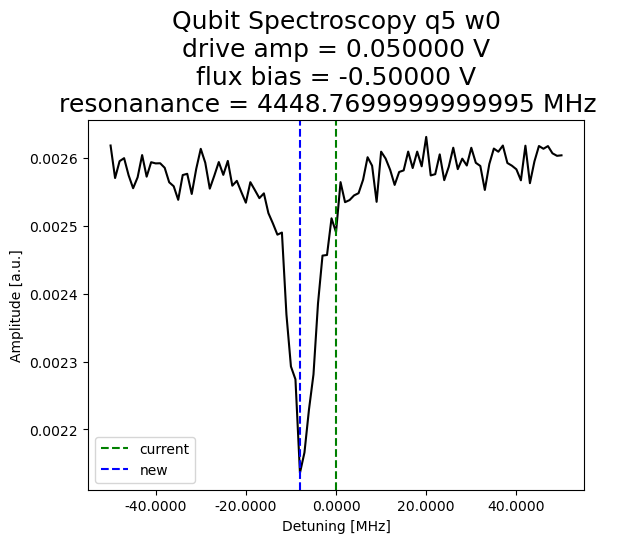 Qubit Spectroscopy q5 w0
drive amp = 0.050000 V
flux bias = -0.50000 V
resonanance = 4448.7699999999995 MHz
0.0026
0.0025
0.0024
0.0023
0.0022
Amplitude [a.u.]
current
new
-40.0000 -20.0000 0.0000 20.0000 40.0000
Detuning [MHz]